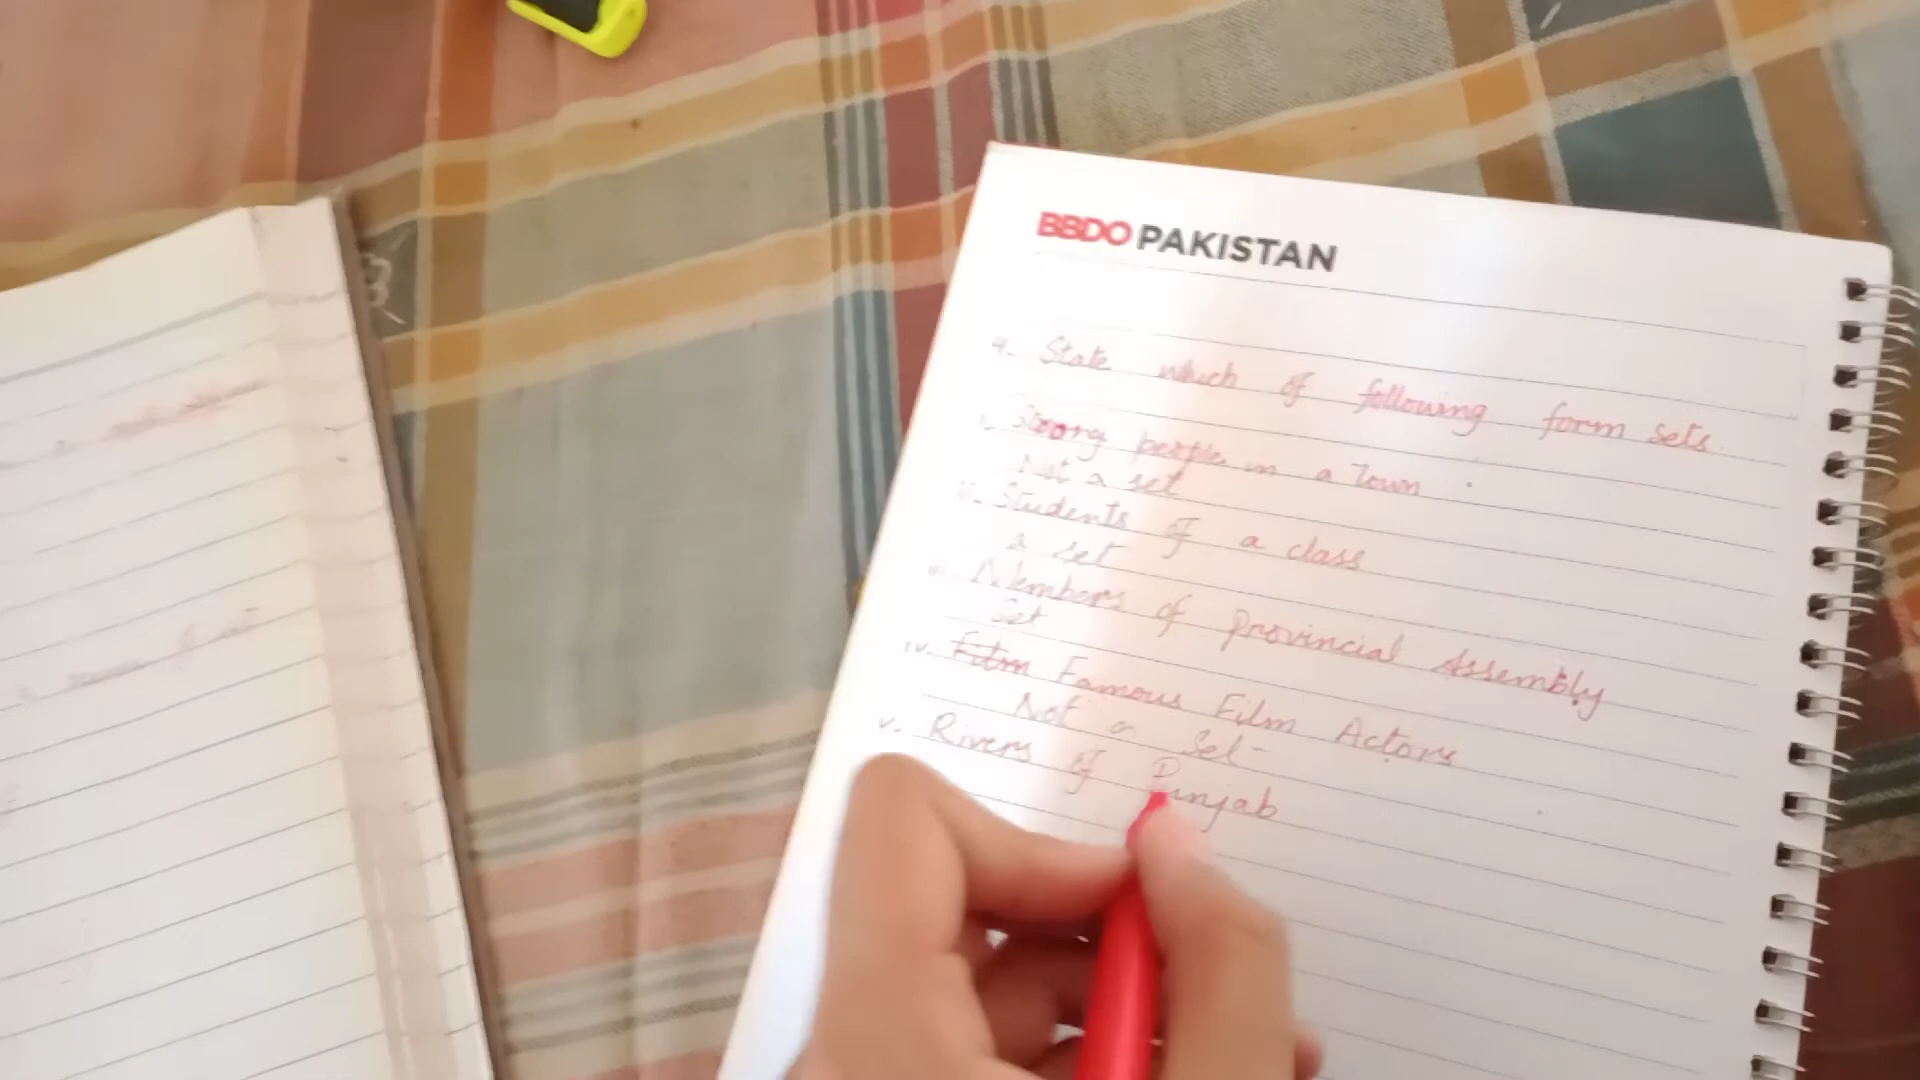 BBDO PAKISTAN
4. State which of following form sets.
i. Strong people in a Town.
Not a set
ii. Students of a class
a set
iii. Members of provincial Assembly
Set
iv. Film Famous Film Actors
Not a Set
v. Rivers of Punjab
of